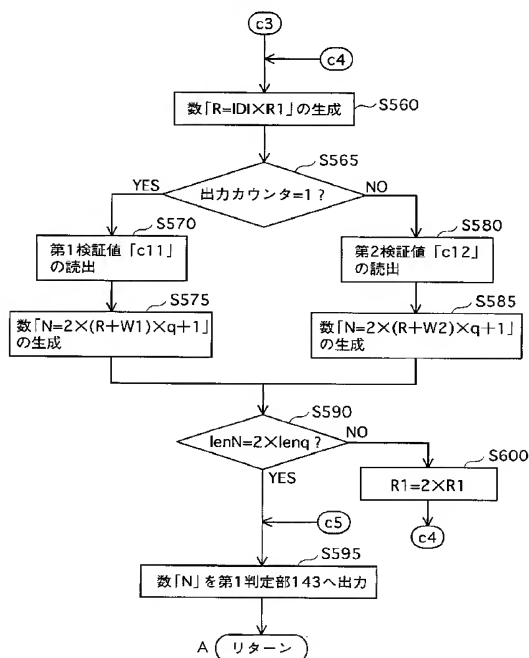 c3
c4
数「R=IDI×R1」の生成
S560
出力カウンタ=1？
S565
YES
NO
S570
第1検証値「c11」
の読出
S580
第2検証値「c12」
の読出
S575
数「N=2×(R+W1)×q+1」
の生成
S585
数「N=2×(R+W2)×q+1」
の生成
S590
lenN=2×lenq？
NO
YES
S600
R1=2×R1
c4
c5
S595
数「N」を第1判定部143へ出力
A
リターン